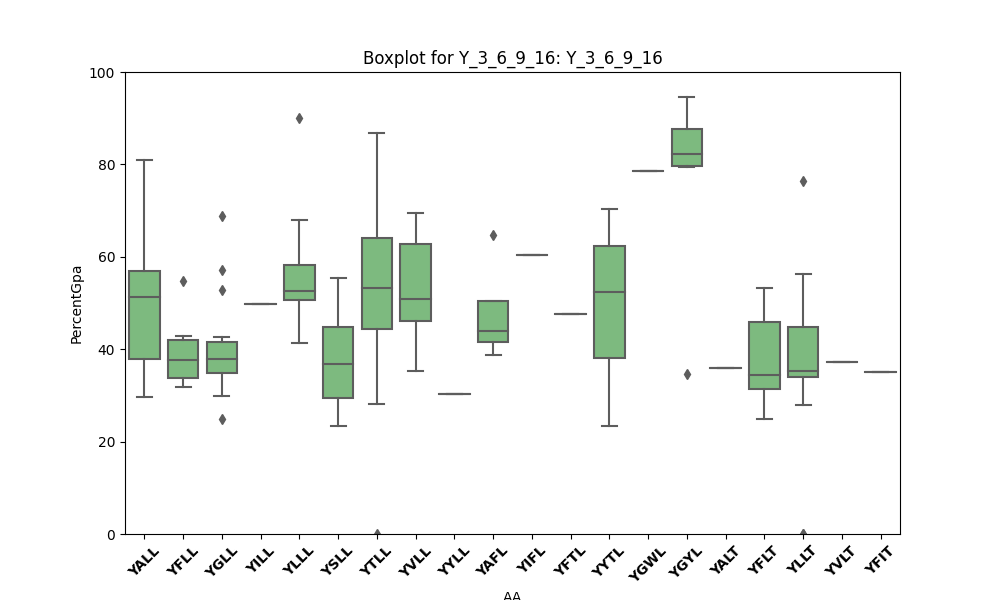 Boxplot for Y_3_6_9_16: Y_3_6_9_16
PercentGpa
100
80
60
40
20
0
YALL YFLL YGLL YILL YLLL YSLL YTLL YVLL YYLL YAFL YIFL YFTL YYTL YGWL YGYL YALT YFLT YLLT YVLT YFIT
AA